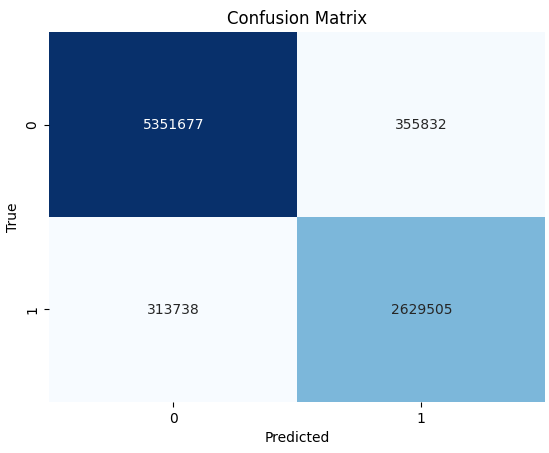 Confusion Matrix
True
0
5351677
355832
1
313738
2629505
0
1
Predicted